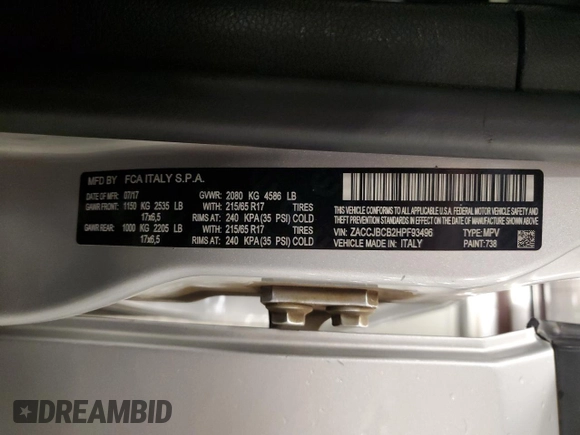 MFD BY FCA ITALY S.P.A.
DATE OF MFR: 07/17 GVWR: 2080 KG 4586 LB
GAWR FRONT: 1150 KG 2535 LB WITH: 215/65 R17 TIRES
17x6,5 RIMS AT: 240 KPA(35 PSI) COLD
GAWR REAR: 1000 KG 2205 LB WITH: 215/65 R17 TIRES
17x6,5 RIMS AT: 240 KPA(35 PSI) COLD
THIS VEHICLE CONFORMS TO ALL APPLICABLE U.S.A. FEDERAL MOTOR
VEHICLE SAFETY, BUMPER, AND THEFT PREVENTION STANDARDS
IN EFFECT ON THE DATE OF MANUFACTURE SHOWN ABOVE.
VIN: ZACCJBCB2HPF93496 TYPE: MPV
VEHICLE MADE IN: ITALY PAINT: 738
DREAMBID